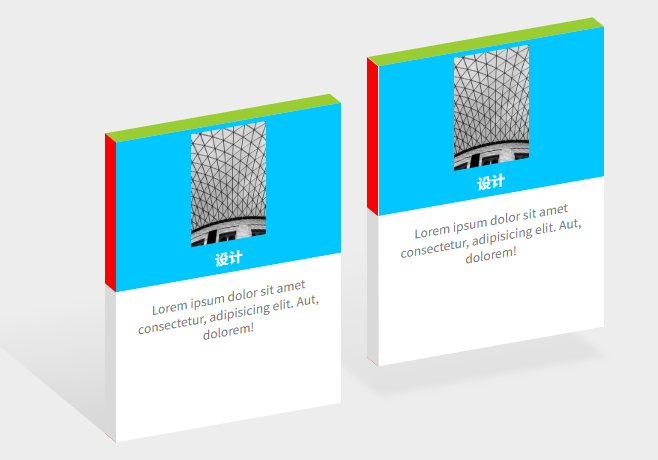 设计
Lorem ipsum dolor sit amet
consectetur, adipisicing elit. Aut,
dolorem!
设计
Lorem ipsum dolor sit amet
consectetur, adipisicing elit. Aut,
dolorem!